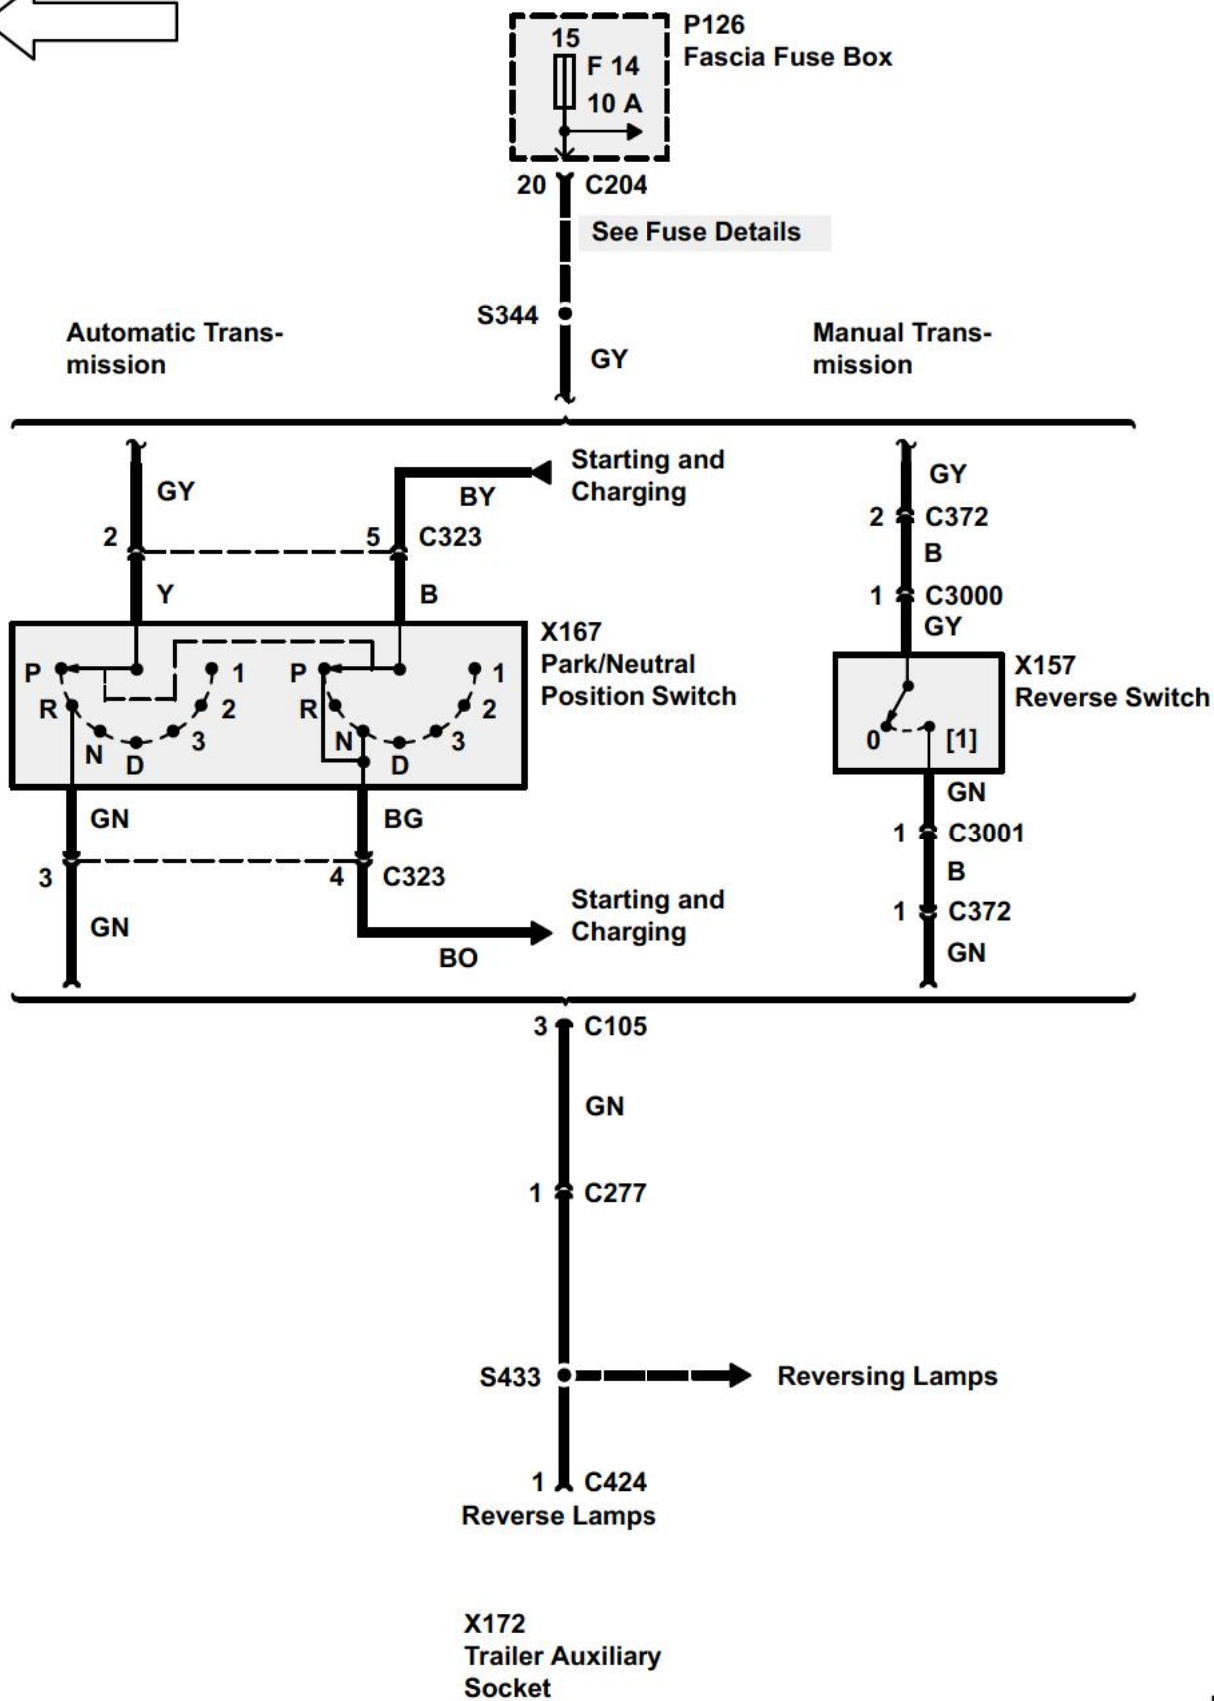 P126
Fascia Fuse Box
15
F 14
10 A
20 C204
See Fuse Details
S344
GY
Automatic Trans-
mission
Manual Trans-
mission
GY
BY
Starting and
Charging
2
5 C323
Y
B
X167
Park/Neutral
Position Switch
P
R
N
D
3
2
1
P
R
N
D
3
2
1
GN
BG
3
4 C323
GN
BO
Starting and
Charging
GY
2 C372
B
1 C3000
GY
X157
Reverse Switch
0 [1]
GN
1 C3001
B
1 C372
GN
3 C105
GN
1 C277
S433
Reversing Lamps
1 C424
Reverse Lamps
X172
Trailer Auxiliary
Socket